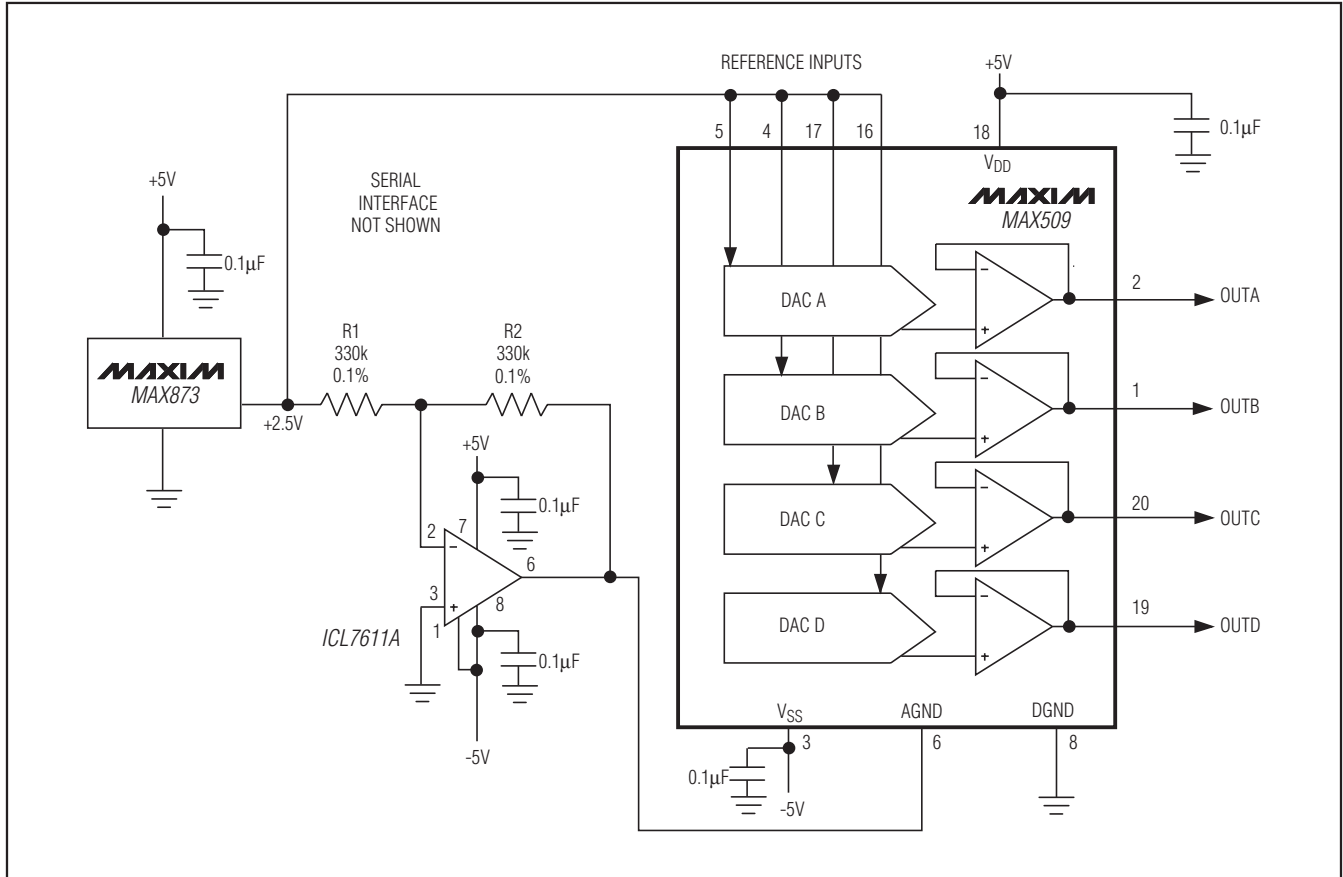 REFERENCE INPUTS
+5V
5
4
17
16
18
0.1µF
VDD
+5V
SERIAL
INTERFACE
NOT SHOWN
MAXIM
MAX509
0.1µF
DAC A
-
+
2
OUTA
R1
330k
0.1%
R2
330k
0.1%
MAXIM
MAX873
+2.5V
DAC B
-
+
1
OUTB
+5V
0.1µF
2
-
7
6
3
+
1
8
ICL7611A
0.1µF
-5V
DAC C
-
+
20
OUTC
DAC D
-
+
19
OUTD
VSS
AGND
DGND
3
6
8
0.1µF
-5V